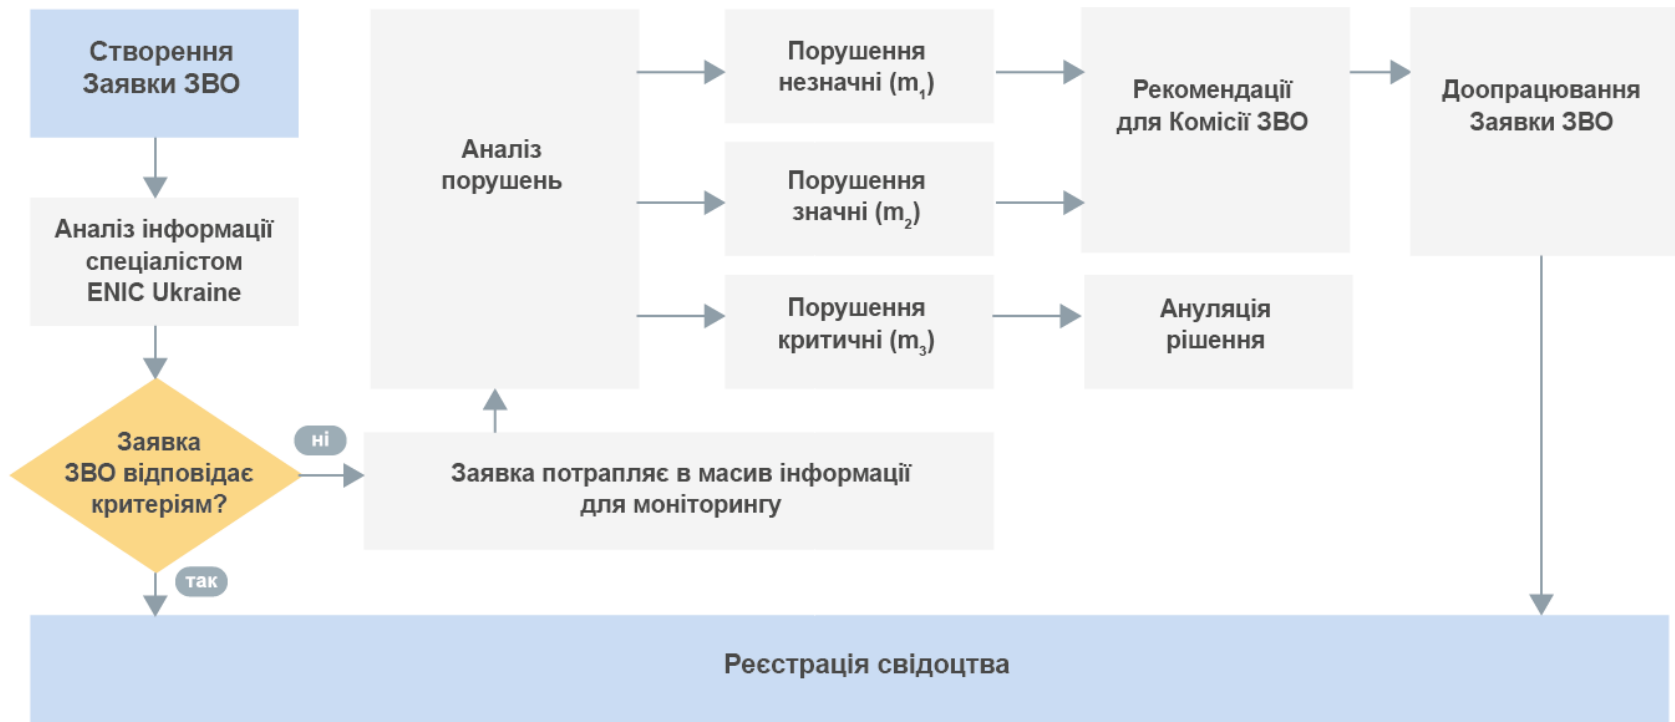 Створення
Заявки ЗВО
Аналіз інформації
спеціалістом
ENIC Ukraine
Заявка
ЗВО відповідає
критеріям?
ні
так
Заявка потрапляє в масив інформації
для моніторингу
Аналіз
порушень
Порушення
незначні (m₁)
Порушення
значні (m₂)
Порушення
критичні (m₃)
Рекомендації
для Комісії ЗВО
Ануляція
рішення
Доопрацювання
Заявки ЗВО
Реєстрація свідоцтва